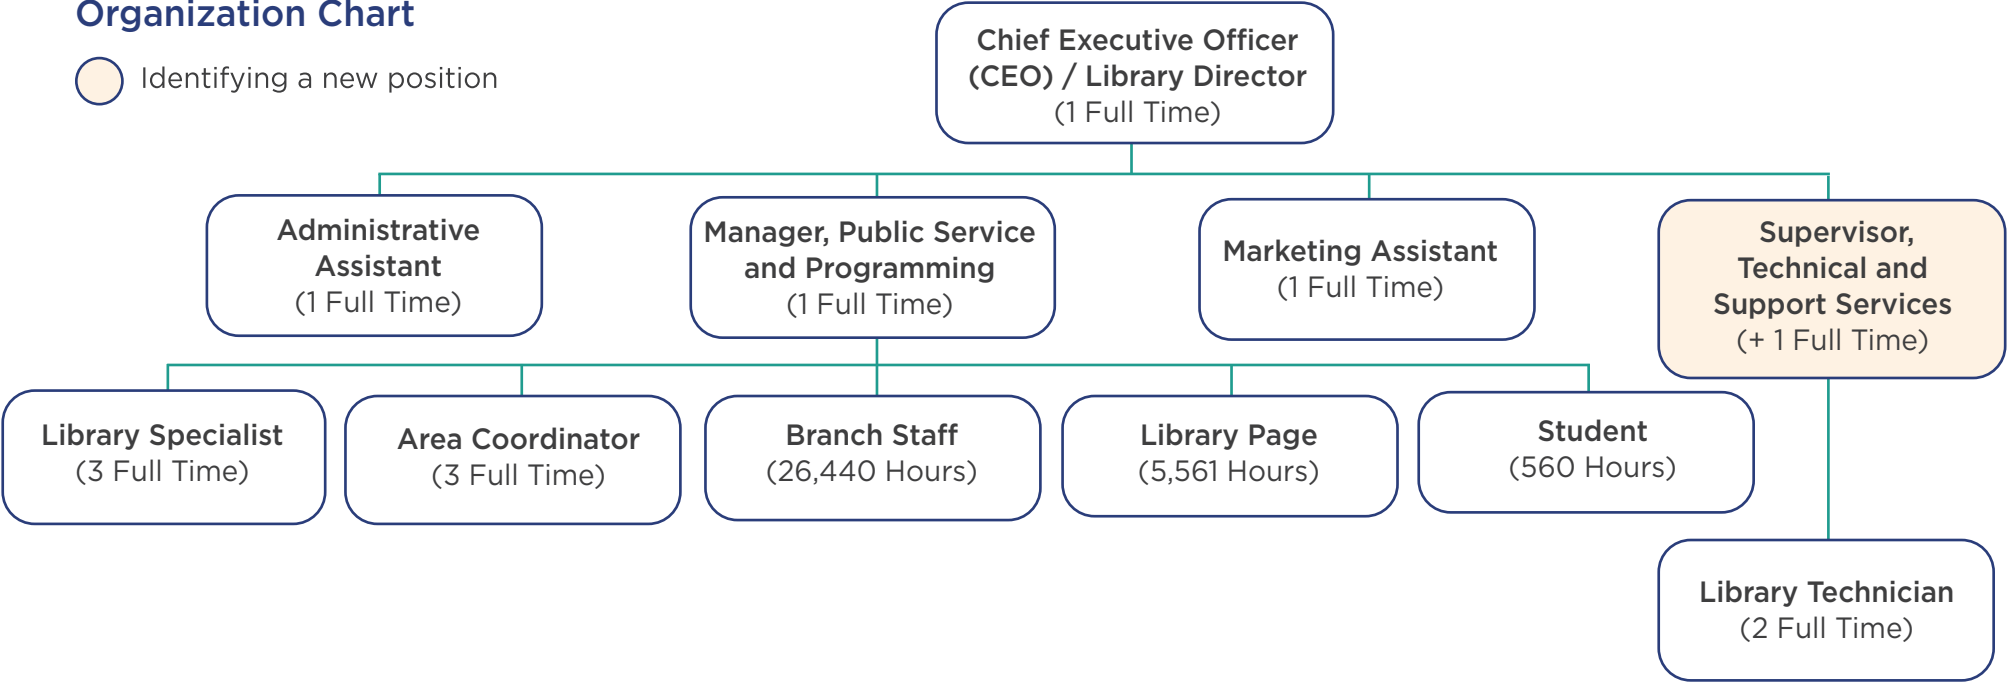 Organization Chart
Identifying a new position
Chief Executive Officer
(CEO) / Library Director
(1 Full Time)
Administrative
Assistant
(1 Full Time)
Manager, Public Service
and Programming
(1 Full Time)
Marketing Assistant
(1 Full Time)
Supervisor,
Technical and
Support Services
(+ 1 Full Time)
Library Specialist
(3 Full Time)
Area Coordinator
(3 Full Time)
Branch Staff
(26,440 Hours)
Library Page
(5,561 Hours)
Student
(560 Hours)
Library Technician
(2 Full Time)